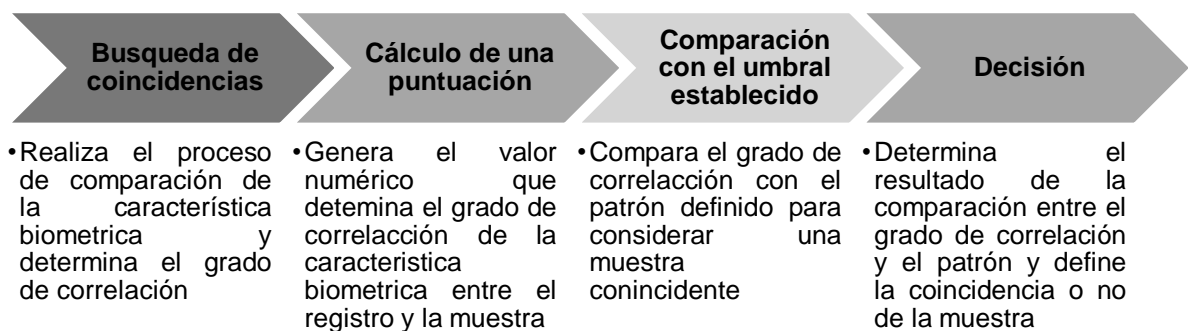 Busqueda de
coincidencias
Cálculo de una
puntuación
Comparación
con el umbral
establecido
Decisión
•Realiza el proceso
de comparación de
la característica
biometrica y
determina el grado
de correlación
•Genera el valor
numérico que
detemina el grado de
correlacción de la
caracteristica
biometrica entre el
registro y la muestra
•Compara el grado de
correlacción con el
patrón definido para
considerar una
muestra
conincidente
•Determina el
resultado de la
comparación entre el
grado de correlación
y el patrón y define
la coincidencia o no
de la muestra